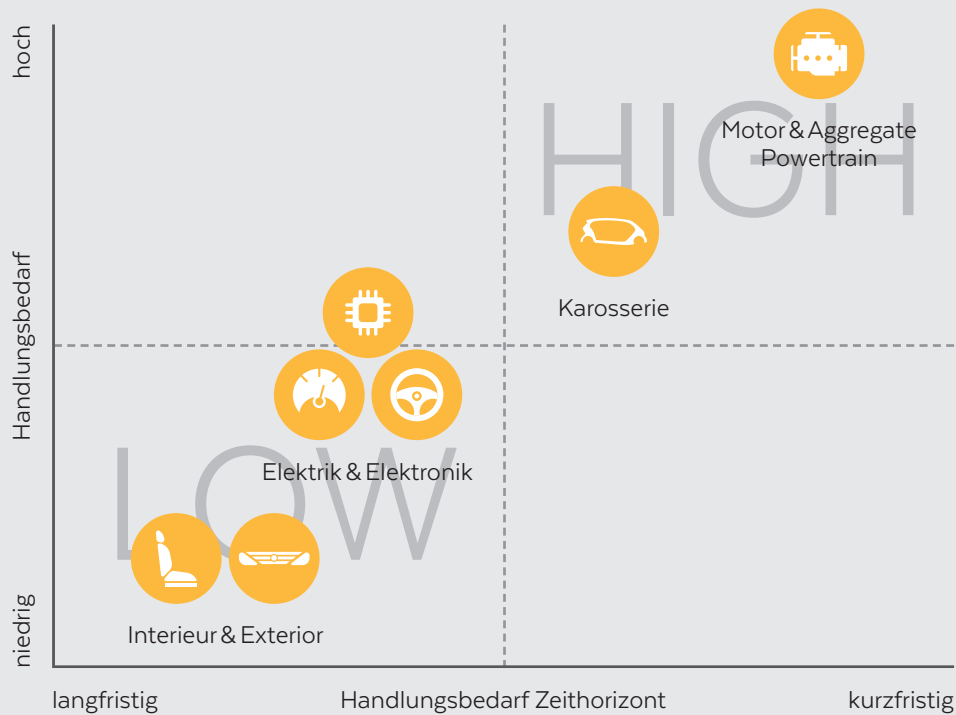 hoch
HIGH
Motor & Aggregate
Powertrain
Karosserie
Handlungsbedarf
LOW
Elektrik & Elektronik
Interieur & Exterior
niedrig
langfristig
Handlungsbedarf Zeithorizont
kurzfristig